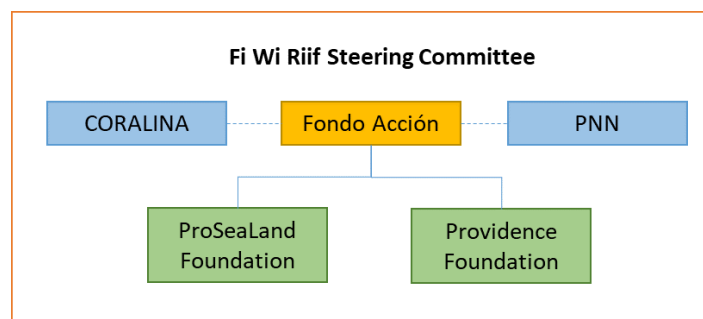 Fi Wi Riif Steering Committee
CORALINA
Fondo Acción
PNN
ProSeaLand
Foundation
Providence
Foundation